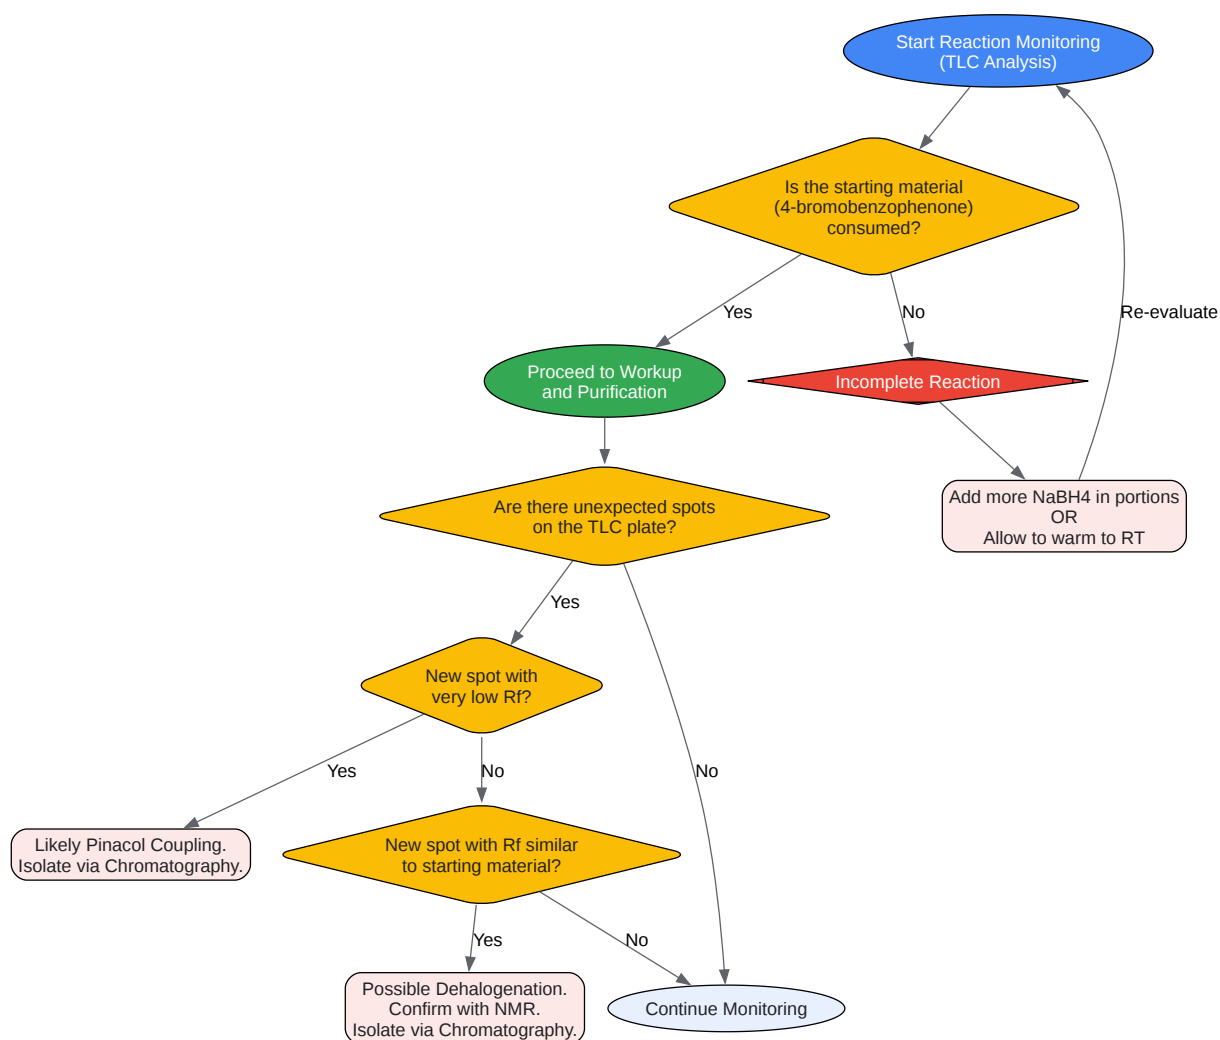 Start Reaction Monitoring
(TLC Analysis)
Is the starting material
(4-bromobenzophenone)
consumed?
Yes
No
Re-evaluate
Proceed to Workup
and Purification
Incomplete Reaction
Add more NaBH4 in portions
OR
Allow to warm to RT
Are there unexpected spots
on the TLC plate?
Yes
No
New spot with
very low Rf?
Yes
No
Likely Pinacol Coupling.
Isolate via Chromatography.
New spot with Rf similar
to starting material?
Yes
No
Possible Dehalogenation.
Confirm with NMR.
Isolate via Chromatography.
Continue Monitoring